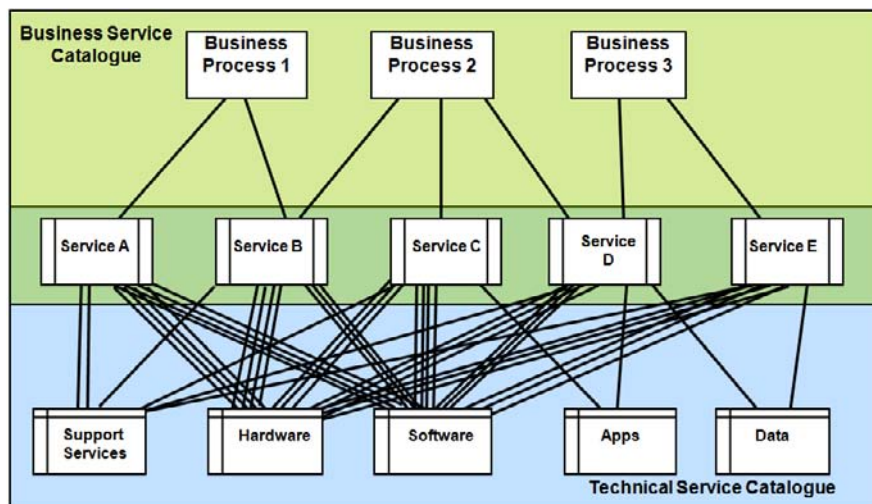 Business Service
Catalogue
Business
Process 1
Business
Process 2
Business
Process 3
Service A
Service B
Service C
Service
D
Service E
Support
Services
Hardware
Software
Apps
Data
Technical Service Catalogue